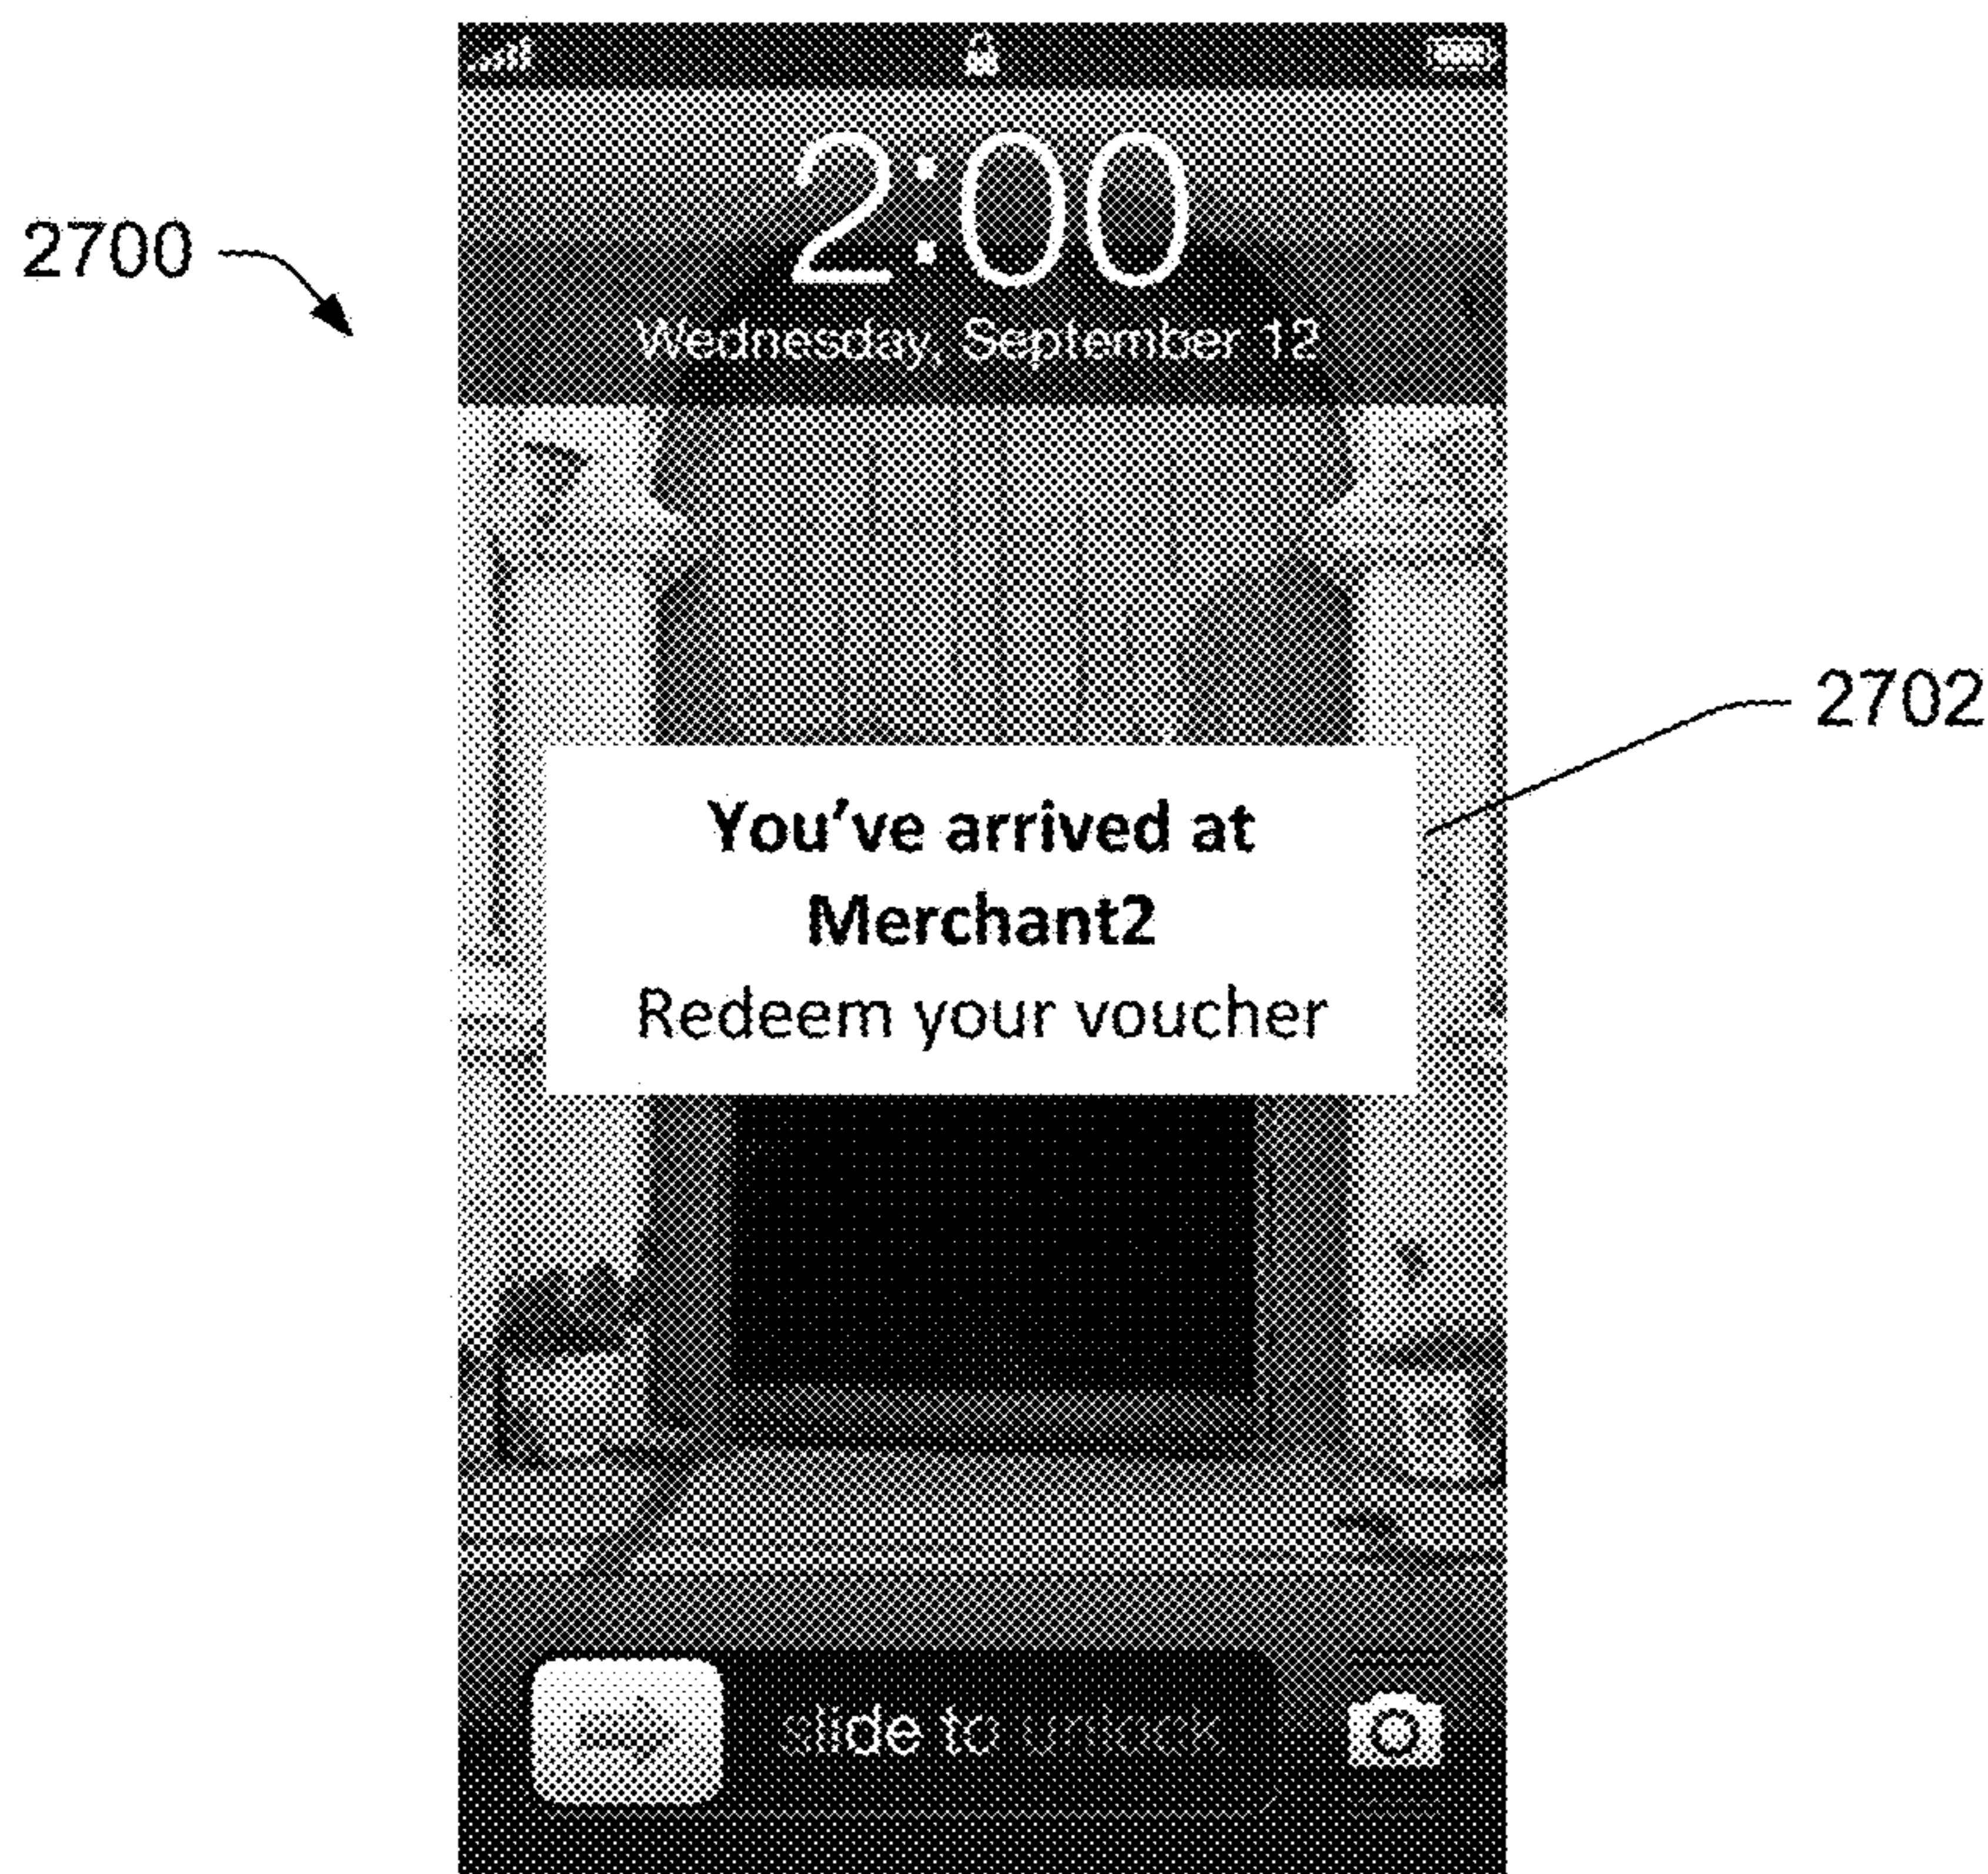 2:00
2700
Wednesday, September 12
2702
You've arrived at
Merchant2
Redeem your voucher
slide to unlock